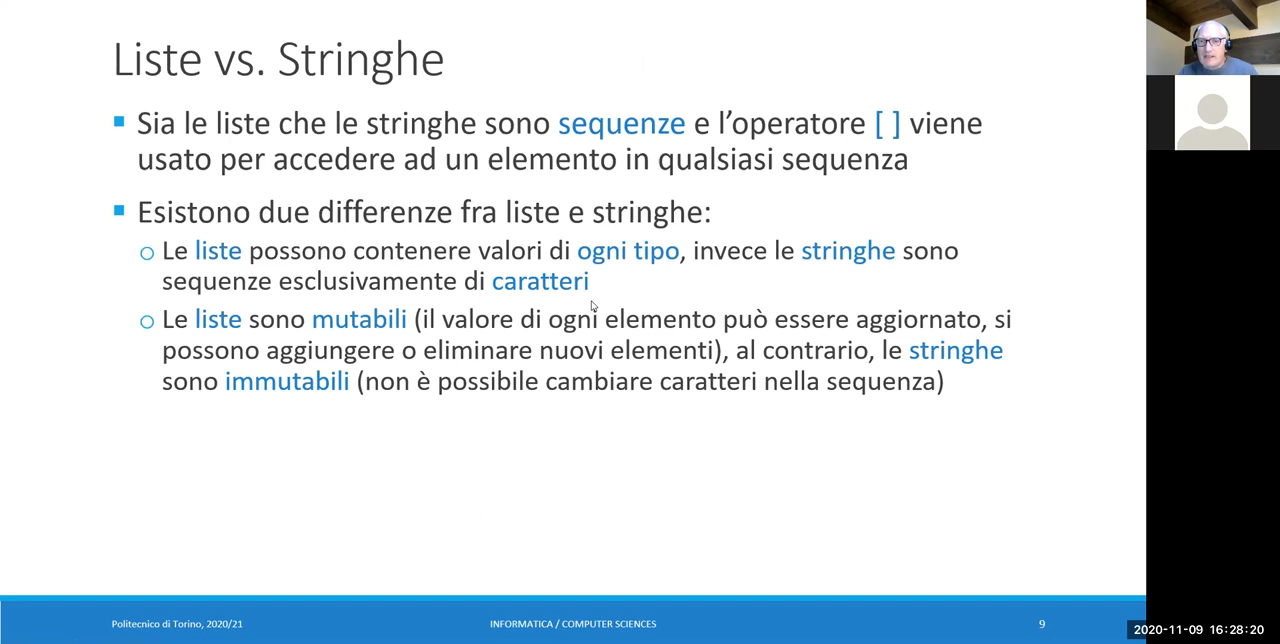 Liste vs. Stringhe
Sia le liste che le stringhe sono sequenze e l’operatore [ ] viene
usato per accedere ad un elemento in qualsiasi sequenza
Esistono due differenze fra liste e stringhe:
Le liste possono contenere valori di ogni tipo, invece le stringhe sono
sequenze esclusivamente di caratteri
Le liste sono mutabili (il valore di ogni elemento può essere aggiornato, si
possono aggiungere o eliminare nuovi elementi), al contrario, le stringhe
sono immutabili (non è possibile cambiare caratteri nella sequenza)
Politecnico di Torino, 2020/21
INFORMATICA / COMPUTER SCIENCES
9
2020-11-09 16:28:20